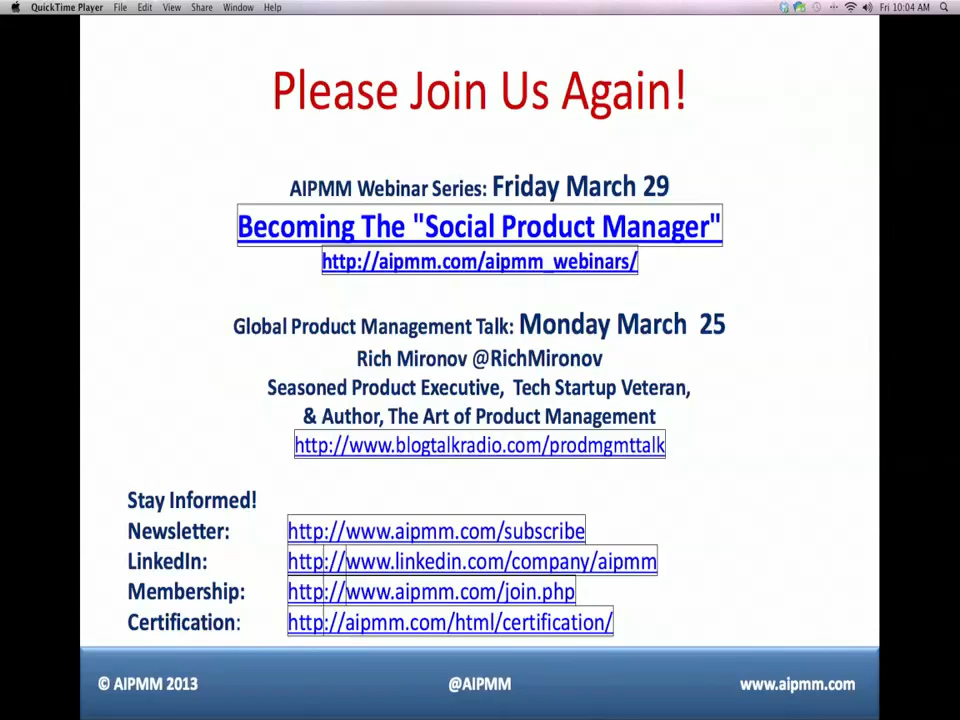 QuickTime Player File Edit View Share Window Help Fri 10:04 AM
Please Join Us Again!
AIPMM Webinar Series: Friday March 29
Becoming The "Social Product Manager"
http://aipmm.com/aipmm_webinars/
Global Product Management Talk: Monday March 25
Rich Mironov @RichMironov
Seasoned Product Executive, Tech Startup Veteran,
& Author, The Art of Product Management
http://www.blogtalkradio.com/prodmgmttalk
Stay Informed!
Newsletter: http://www.aipmm.com/subscribe
LinkedIn: http://www.linkedin.com/company/aipmm
Membership: http://www.aipmm.com/join.php
Certification: http://aipmm.com/html/certification/
© AIPMM 2013 @AIPMM www.aipmm.com